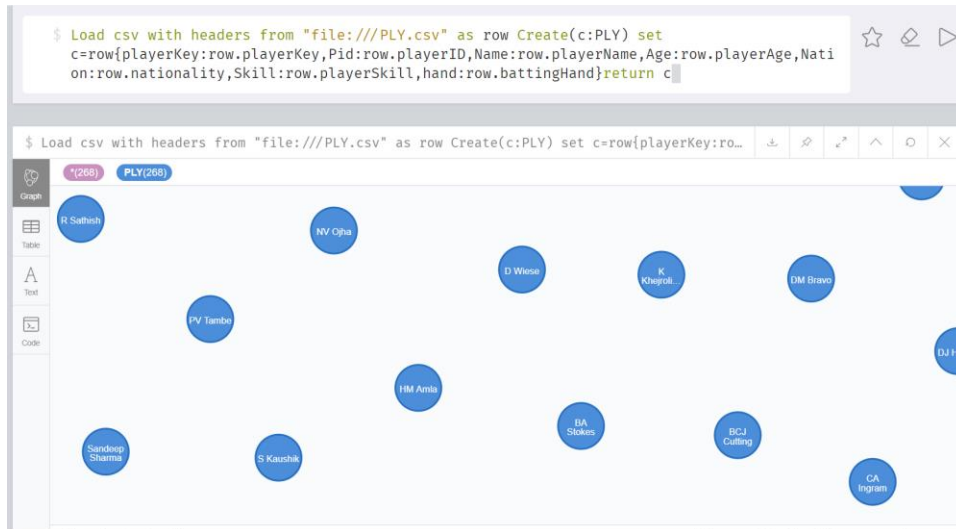 $ Load csv with headers from "file:///PLY.csv" as row Create(c:PLY) set
c=row{playerKey:row.playerKey,Pid:row.playerID,Name:row.playerName,Age:row.playerAge,Nati
on:row.nationality,Skill:row.playerSkill,hand:row.battingHand}return c
$ Load csv with headers from "file:///PLY.csv" as row Create(c:PLY) set c=row{playerKey:ro…
*(268) PLY(268)
Graph
Table
A
Text
Code
R Sathish
NV Ojha
D Wiese
K
Khejroli…
DM Bravo
PV Tambe
DJ H
HM Amla
BA
Stokes
BCJ
Cutting
Sandeep
Sharma
S Kaushik
CA
Ingram